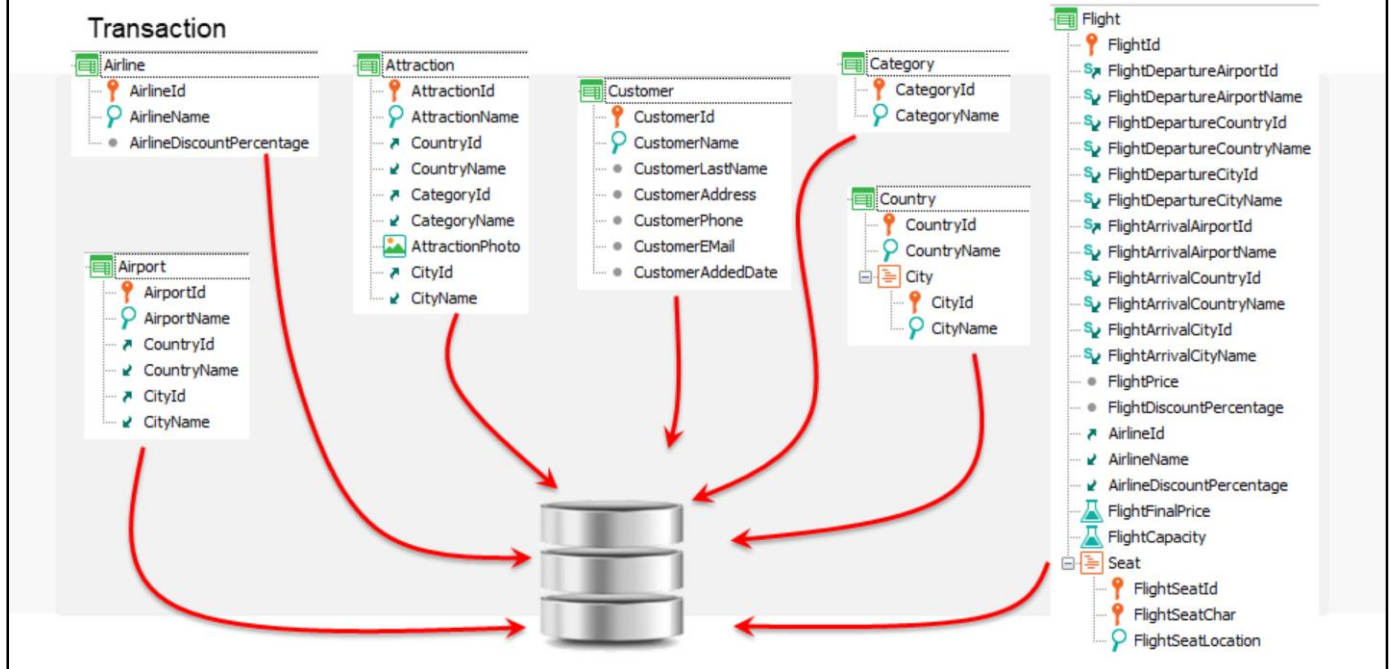 Transaction
Airline
AirlineId
AirlineName
AirlineDiscountPercentage
Attraction
AttractionId
AttractionName
CountryId
CountryName
CategoryId
CategoryName
AttractionPhoto
CityId
CityName
Customer
CustomerId
CustomerName
CustomerLastName
CustomerAddress
CustomerPhone
CustomerEMail
CustomerAddedDate
Category
CategoryId
CategoryName
Country
CountryId
CountryName
City
CityId
CityName
Airport
AirportId
AirportName
CountryId
CountryName
CityId
CityName
Flight
FlightId
FlightDepartureAirportId
FlightDepartureAirportName
FlightDepartureCountryId
FlightDepartureCountryName
FlightDepartureCityId
FlightDepartureCityName
FlightArrivalAirportId
FlightArrivalAirportName
FlightArrivalCountryId
FlightArrivalCountryName
FlightArrivalCityId
FlightArrivalCityName
FlightPrice
FlightDiscountPercentage
AirlineId
AirlineName
AirlineDiscountPercentage
FlightFinalPrice
FlightCapacity
Seat
FlightSeatId
FlightSeatChar
FlightSeatLocation